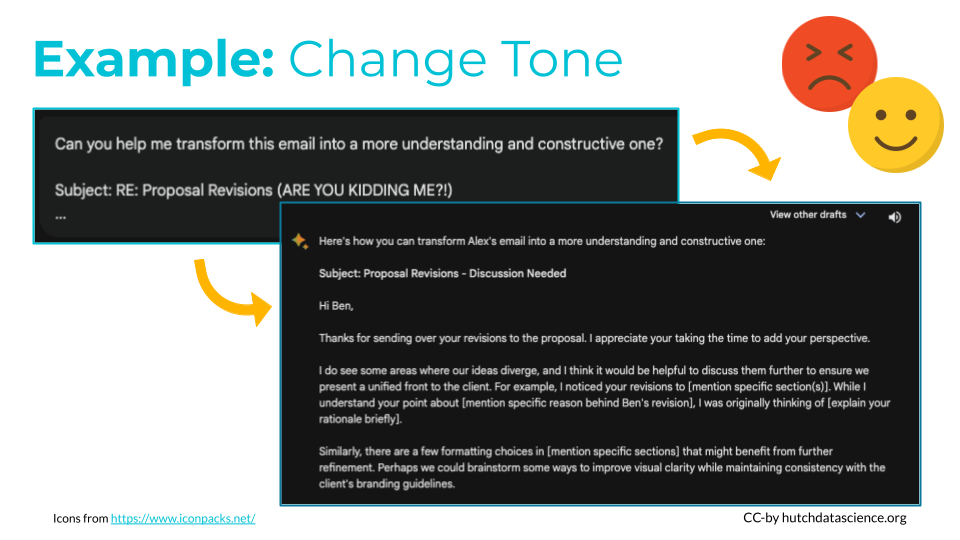 Example: Change Tone
Can you help me transform this email into a more understanding and constructive one?
Subject: RE: Proposal Revisions (ARE YOU KIDDING ME?!)
...
View other drafts
Here's how you can transform Alex's email into a more understanding and constructive one:
Subject: Proposal Revisions - Discussion Needed
Hi Ben,
Thanks for sending over your revisions to the proposal. I appreciate your taking the time to add your perspective.
I do see some areas where our ideas diverge, and I think it would be helpful to discuss them further to ensure we
present a unified front to the client. For example, I noticed your revisions to [mention specific section(s)]. While I
understand your point about [mention specific reason behind Ben's revision], I was originally thinking of [explain your
rationale briefly].
Similarly, there are a few formatting choices in [mention specific sections] that might benefit from further
refinement. Perhaps we could brainstorm some ways to improve visual clarity while maintaining consistency with the
client's branding guidelines.
Icons from https://www.iconpacks.net/
CC-by hutchdatascience.org